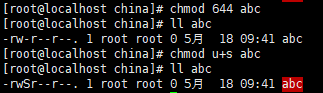 [root@localhost china]# chmod 644 abc
[root@localhost china]# ll abc
-rw-r--r--. 1 root root 0 5月  18 09:41 abc
[root@localhost china]# chmod u+s abc
[root@localhost china]# ll abc
-rwSr--r--. 1 root root 0 5月  18 09:41 abc